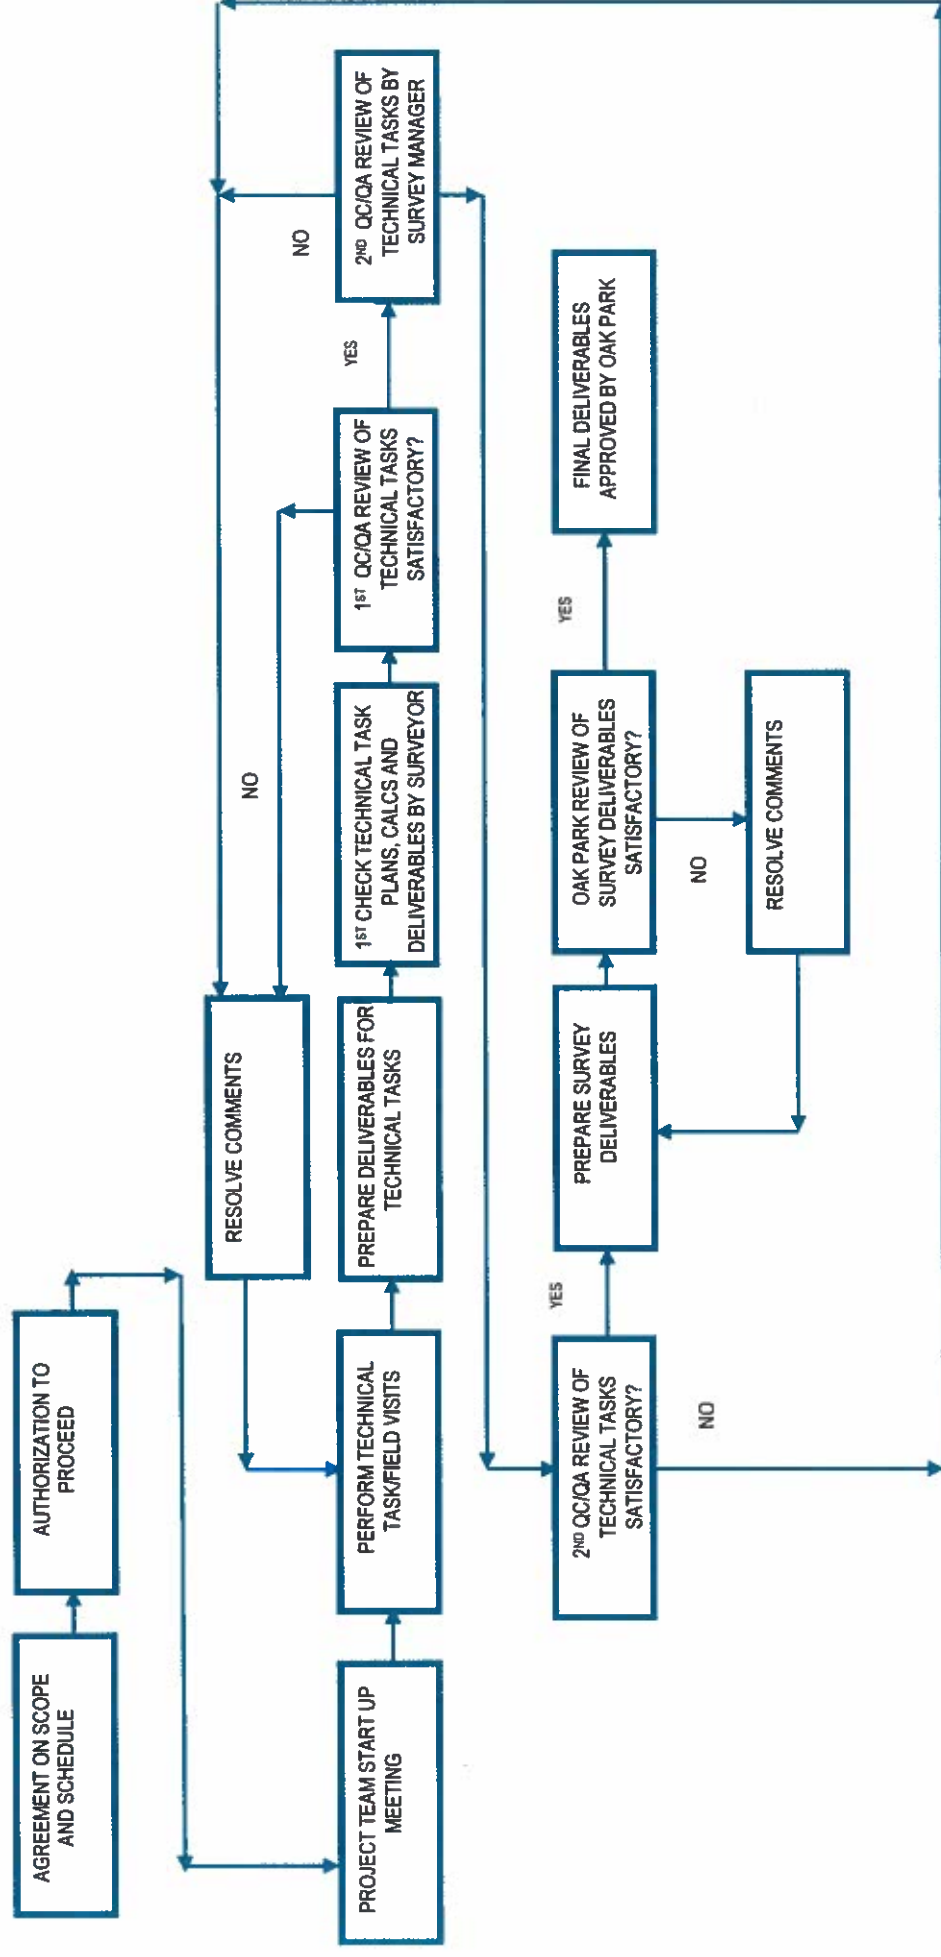 AGREEMENT ON SCOPE
AND SCHEDULE
AUTHORIZATION TO
PROCEED
RESOLVE COMMENTS
NO
NO
PROJECT TEAM START UP
MEETING
PERFORM TECHNICAL
TASK/FIELD VISITS
PREPARE DELIVERABLES FOR
TECHNICAL TASKS
1ST CHECK TECHNICAL TASK
PLANS, CALCS AND
DELIVERABLES BY SURVEYOR
1ST QC/QA REVIEW OF
TECHNICAL TASKS
SATISFACTORY?
YES
2ND QC/QA REVIEW OF
TECHNICAL TASKS BY
SURVEY MANAGER
2ND QC/QA REVIEW OF
TECHNICAL TASKS
SATISFACTORY?
YES
PREPARE SURVEY
DELIVERABLES
OAK PARK REVIEW OF
SURVEY DELIVERABLES
SATISFACTORY?
YES
FINAL DELIVERABLES
APPROVED BY OAK PARK
NO
NO
RESOLVE COMMENTS